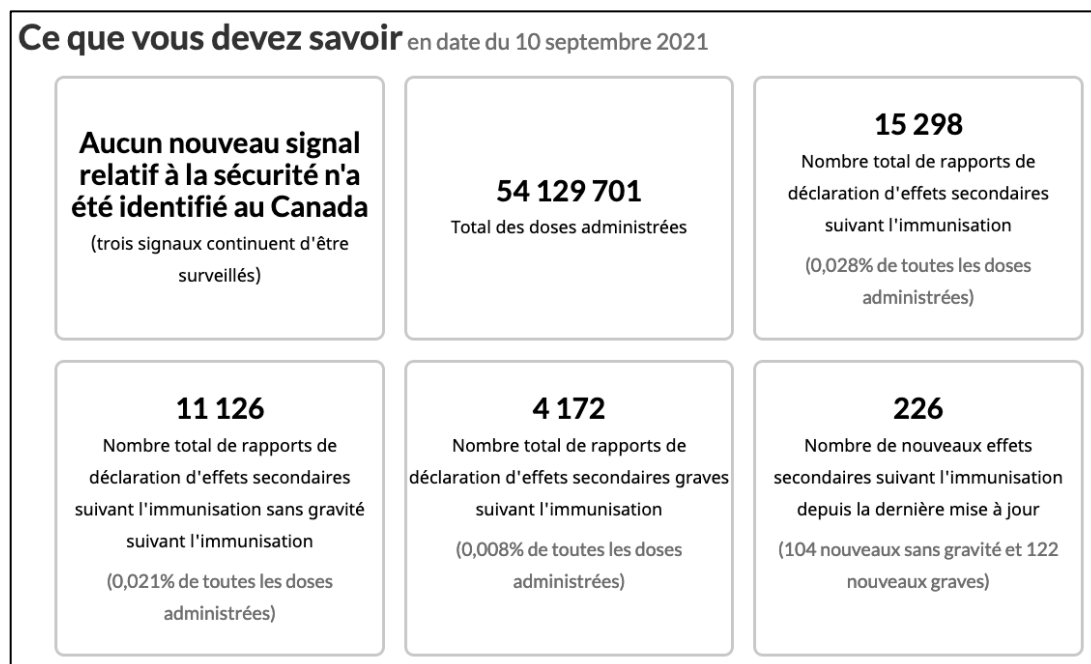 Ce que vous devez savoir en date du 10 septembre 2021
Aucun nouveau signal
relatif à la sécurité n'a
été identifié au Canada
(trois signaux continuent d'être
surveillés)
54 129 701
Total des doses administrées
15 298
Nombre total de rapports de
déclaration d'effets secondaires
suivant l'immunisation
(0,028% de toutes les doses
administrées)
11 126
Nombre total de rapports de
déclaration d'effets secondaires
suivant l'immunisation sans gravité
suivant l'immunisation
(0,021% de toutes les doses
administrées)
4 172
Nombre total de rapports de
déclaration d'effets secondaires graves
suivant l'immunisation
(0,008% de toutes les doses
administrées)
226
Nombre de nouveaux effets
secondaires suivant l'immunisation
depuis la dernière mise à jour
(104 nouveaux sans gravité et 122
nouveaux graves)